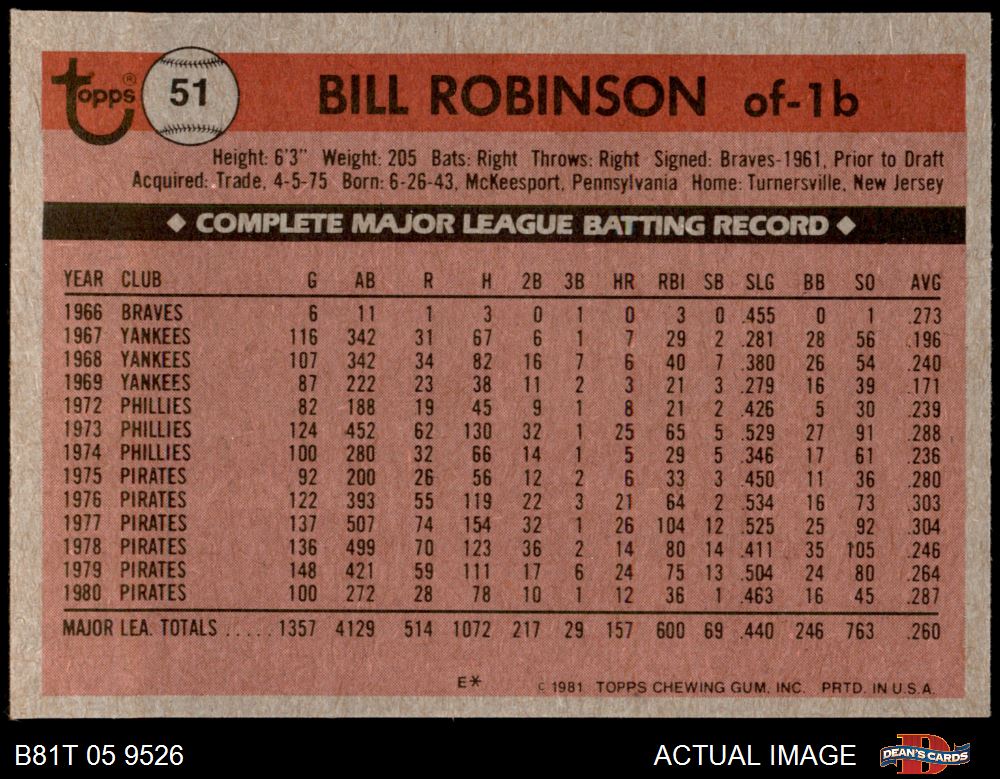 Topps ® 51 BILL ROBINSON of-1b
Height: 6'3" Weight: 205 Bats: Right Throws: Right Signed: Braves-1961, Prior to Draft
Acquired: Trade, 4-5-75 Born: 6-26-43, McKeesport, Pennsylvania Home: Turnersville, New Jersey
◆ COMPLETE MAJOR LEAGUE BATTING RECORD ◆
YEAR CLUB G AB R H 2B 3B HR RBI SB SLG BB SO AVG
1966 BRAVES 6 11 1 3 0 1 0 3 0 .455 0 1 .273
1967 YANKEES 116 342 31 67 6 1 7 29 2 .281 28 56 .196
1968 YANKEES 107 342 34 82 16 7 6 40 7 .380 26 54 .240
1969 YANKEES 87 222 23 38 11 2 3 21 3 .279 16 39 .171
1972 PHILLIES 82 188 19 45 9 1 8 21 2 .426 5 30 .239
1973 PHILLIES 124 452 62 130 32 1 25 65 5 .529 27 91 .288
1974 PHILLIES 100 280 32 66 14 1 5 29 5 .346 17 61 .236
1975 PIRATES 92 200 26 56 12 2 6 33 3 .450 11 36 .280
1976 PIRATES 122 393 55 119 22 3 21 64 2 .534 16 73 .303
1977 PIRATES 137 507 74 154 32 1 26 104 12 .525 25 92 .304
1978 PIRATES 136 499 70 123 36 2 14 80 14 .411 35 105 .246
1979 PIRATES 148 421 59 111 17 6 24 75 13 .504 24 80 .264
1980 PIRATES 100 272 28 78 10 1 12 36 1 .463 16 45 .287
MAJOR LEA. TOTALS ..... 1357 4129 514 1072 217 29 157 600 69 .440 246 763 .260
E* © 1981 TOPPS CHEWING GUM, INC. PRTD. IN U.S.A.
B81T 05 9526 ACTUAL IMAGE DEAN'S CARDS